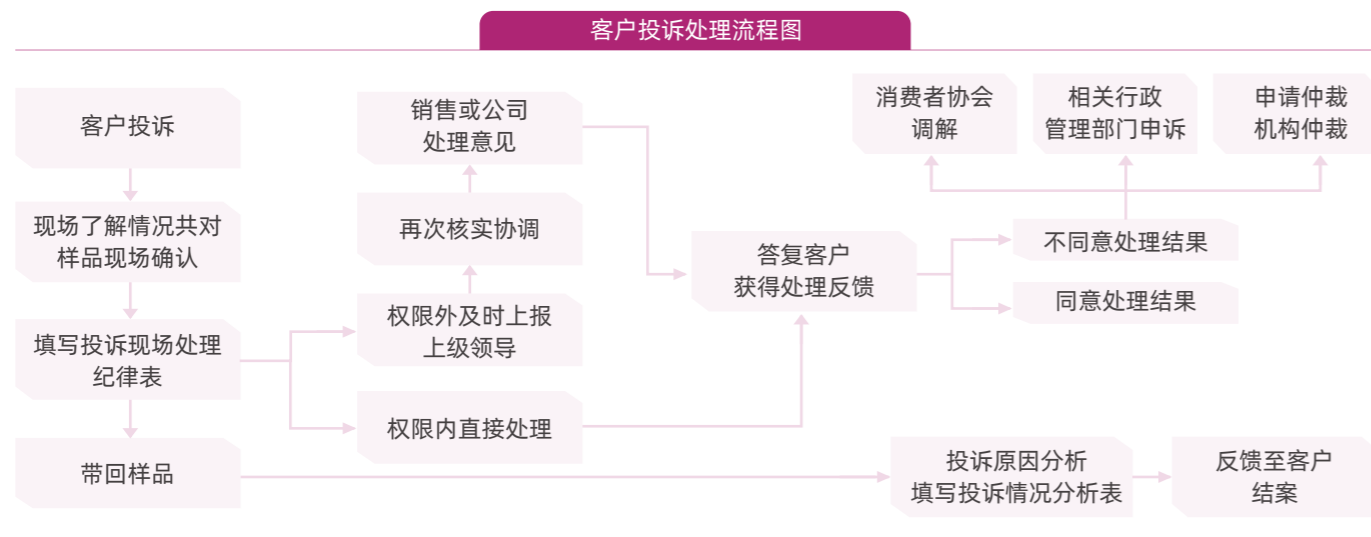 客户投诉处理流程图
客户投诉
现场了解情况共对
样品现场确认
填写投诉现场处理
纪律表
带回样品
销售或公司
处理意见
再次核实协调
权限外及时上报
上级领导
权限内直接处理
答复客户
获得处理反馈
消费者协会
调解
相关行政
管理部门申诉
申请仲裁
机构仲裁
不同意处理结果
同意处理结果
投诉原因分析
填写投诉情况分析表
反馈至客户
结案